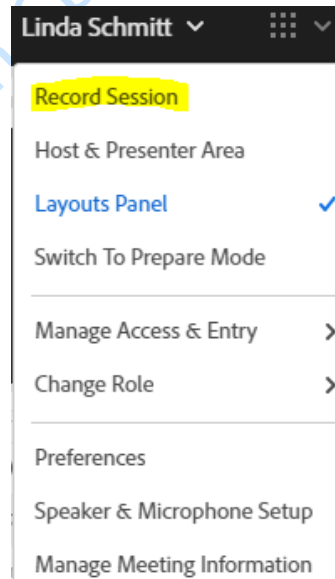 Linda Schmitt
Record Session
Host & Presenter Area
Layouts Panel
Switch To Prepare Mode
Manage Access & Entry
Change Role
Preferences
Speaker & Microphone Setup
Manage Meeting Information